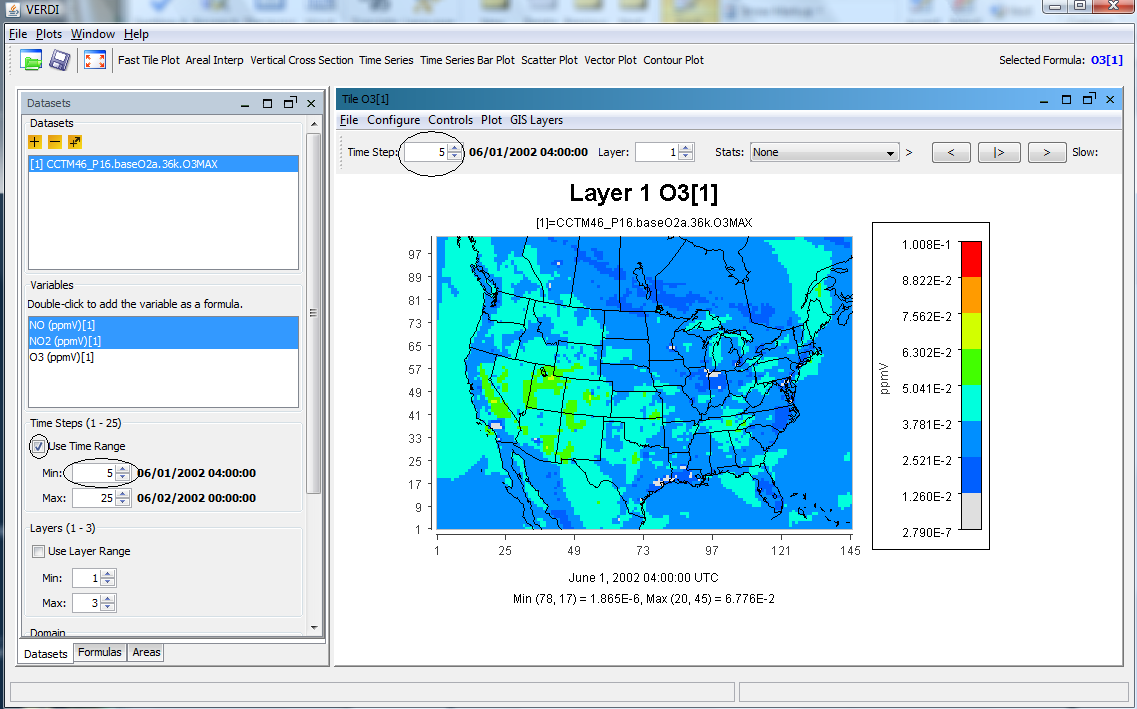 VERDI
File Plots Window Help
Fast Tile Plot Areal Interp Vertical Cross Section Time Series Time Series Bar Plot Scatter Plot Vector Plot Contour Plot Selected Formula: O3[1]
Datasets
Datasets
[1] CCTM46_P16.baseO2a.36k.O3MAX
Variables
Double-click to add the variable as a formula.
NO (ppmV)[1]
NO2 (ppmV)[1]
O3 (ppmV)[1]
Time Steps (1 - 25)
Use Time Range
Min: 5 06/01/2002 04:00:00
Max: 25 06/02/2002 00:00:00
Layers (1 - 3)
Use Layer Range
Min: 1
Max: 3
Domain
Datasets Formulas Areas
Tile O3[1]
File Configure Controls Plot GIS Layers
Time Step: 5 06/01/2002 04:00:00 Layer: 1 Stats: None > < |> > Slow:
Layer 1 O3[1]
[1]=CCTM46_P16.baseO2a.36k.O3MAX
97
89
81
73
65
57
49
41
33
25
17
9
1
1 25 49 73 97 121 145
1.008E-1
8.822E-2
7.562E-2
6.302E-2
5.041E-2
3.781E-2
2.521E-2
1.260E-2
2.790E-7
ppmV
June 1, 2002 04:00:00 UTC
Min (78, 17) = 1.865E-6, Max (20, 45) = 6.776E-2